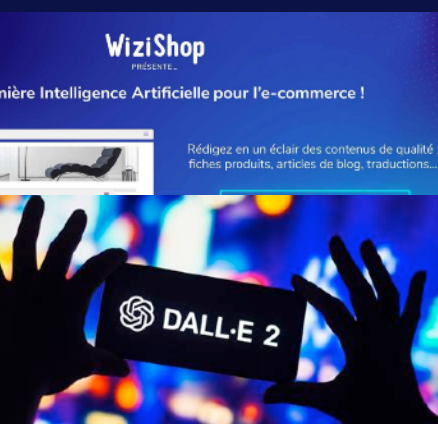 WiziShop
PRÉSENTE...
nière Intelligence Artificielle pour l'e-commerce !
Rédigez en un éclair des contenus de qualité :
fiches produits, articles de blog, traductions...
DALL·E 2